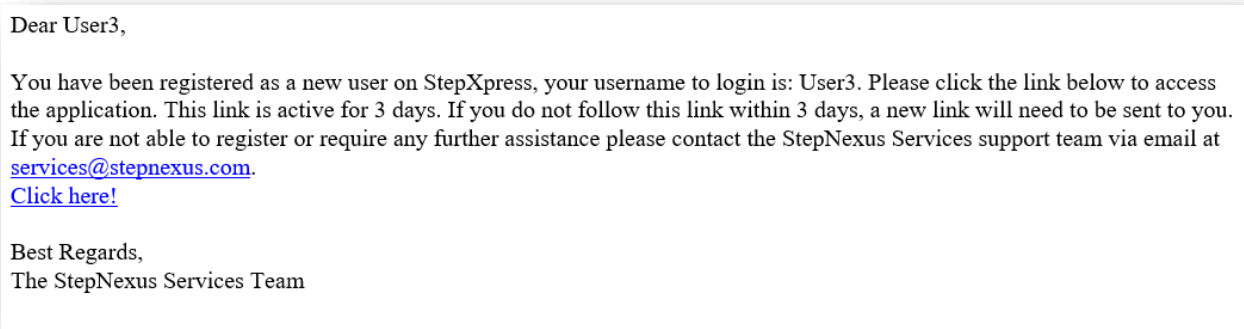 Dear User3,
You have been registered as a new user on StepXpress, your username to login is: User3. Please click the link below to access
the application. This link is active for 3 days. If you do not follow this link within 3 days, a new link will need to be sent to you.
If you are not able to register or require any further assistance please contact the StepNexus Services support team via email at
services@stepnexus.com.
Click here!
Best Regards,
The StepNexus Services Team